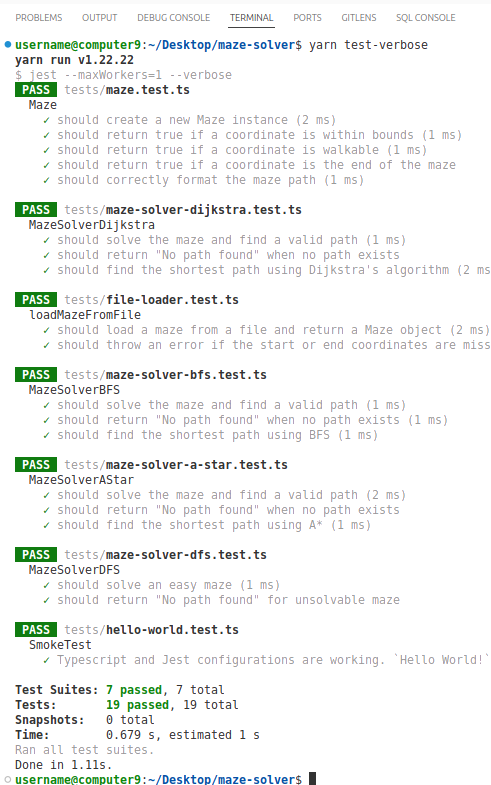 PROBLEMS OUTPUT DEBUG CONSOLE TERMINAL PORTS GITLENS SQL CONSOLE
username@computer9:~/Desktop/maze-solver$ yarn test-verbose
yarn run v1.22.22
$ jest --maxWorkers=1 --verbose
PASS tests/maze.test.ts
Maze
✓ should create a new Maze instance (2 ms)
✓ should return true if a coordinate is within bounds (1 ms)
✓ should return true if a coordinate is walkable (1 ms)
✓ should return true if a coordinate is the end of the maze
✓ should correctly format the maze path (1 ms)
PASS tests/maze-solver-dijkstra.test.ts
MazeSolverDijkstra
✓ should solve the maze and find a valid path (1 ms)
✓ should return "No path found" when no path exists
✓ should find the shortest path using Dijkstra's algorithm (2 ms
PASS tests/file-loader.test.ts
loadMazeFromFile
✓ should load a maze from a file and return a Maze object (2 ms)
✓ should throw an error if the start or end coordinates are miss
PASS tests/maze-solver-bfs.test.ts
MazeSolverBFS
✓ should solve the maze and find a valid path (1 ms)
✓ should return "No path found" when no path exists (1 ms)
✓ should find the shortest path using BFS (1 ms)
PASS tests/maze-solver-a-star.test.ts
MazeSolverAStar
✓ should solve the maze and find a valid path (2 ms)
✓ should return "No path found" when no path exists
✓ should find the shortest path using A* (1 ms)
PASS tests/maze-solver-dfs.test.ts
MazeSolverDFS
✓ should solve an easy maze (1 ms)
✓ should return "No path found" for unsolvable maze
PASS tests/hello-world.test.ts
SmokeTest
✓ Typescript and Jest configurations are working. `Hello World!`
Test Suites: 7 passed, 7 total
Tests: 19 passed, 19 total
Snapshots: 0 total
Time: 0.679 s, estimated 1 s
Ran all test suites.
Done in 1.11s.
username@computer9:~/Desktop/maze-solver$